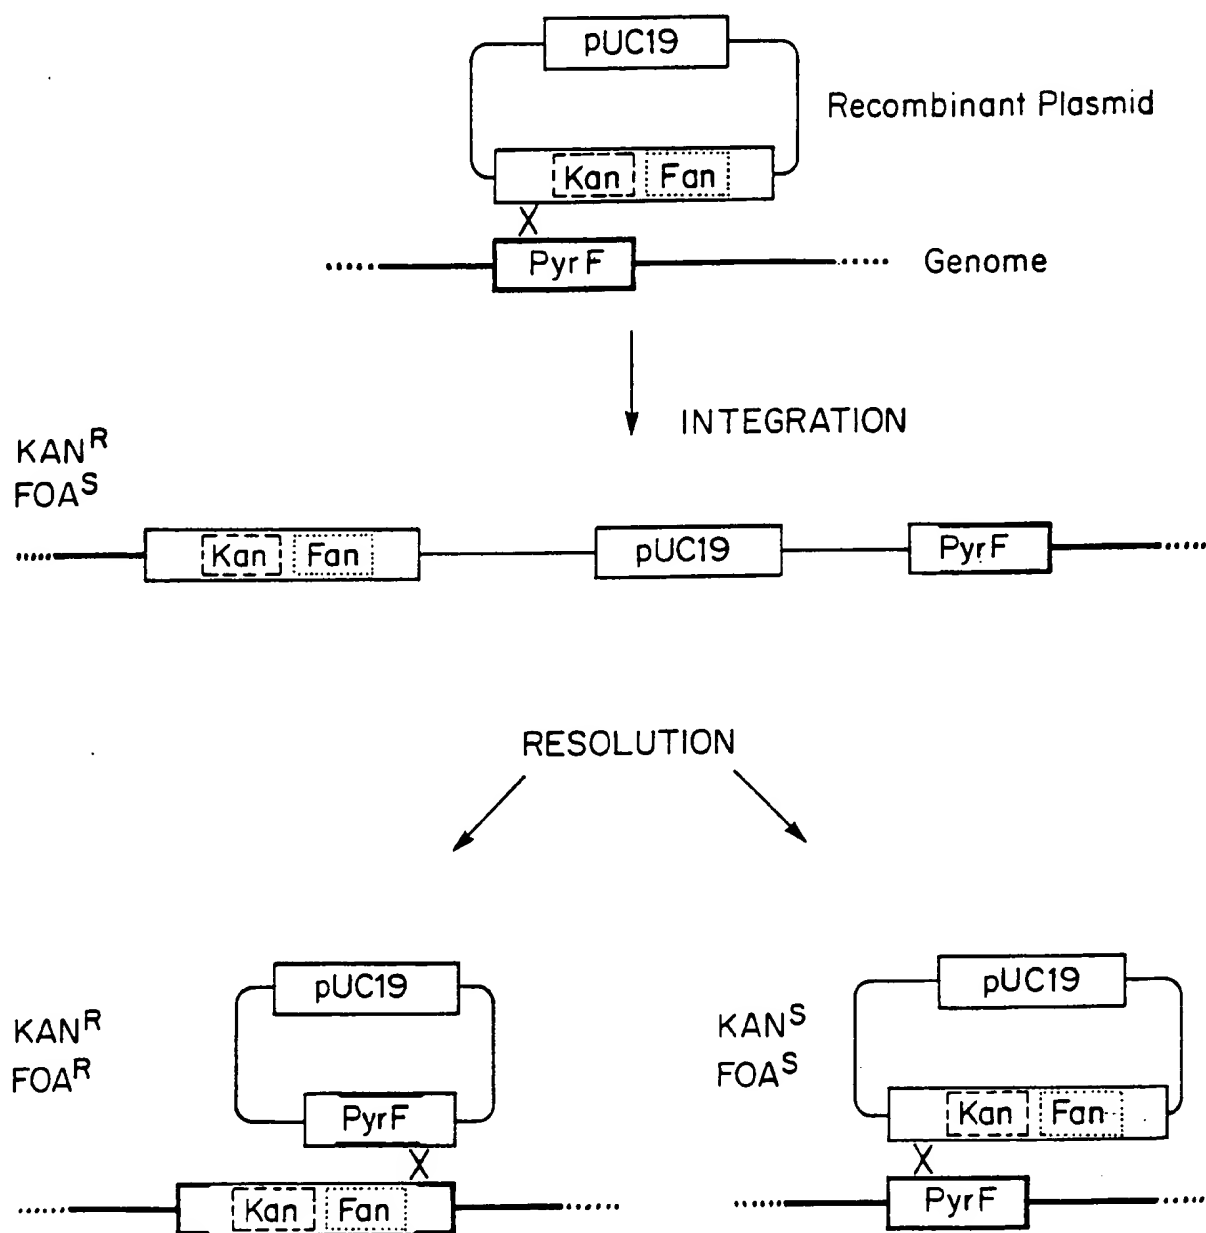 pUC19
Recombinant Plasmid
Kan Fan
PyrF
Genome
INTEGRATION
KAN^R
FOA^S
Kan Fan
pUC19
PyrF
RESOLUTION
pUC19
KAN^R
FOA^R
PyrF
Kan Fan
pUC19
KAN^S
FOA^S
Kan Fan
PyrF